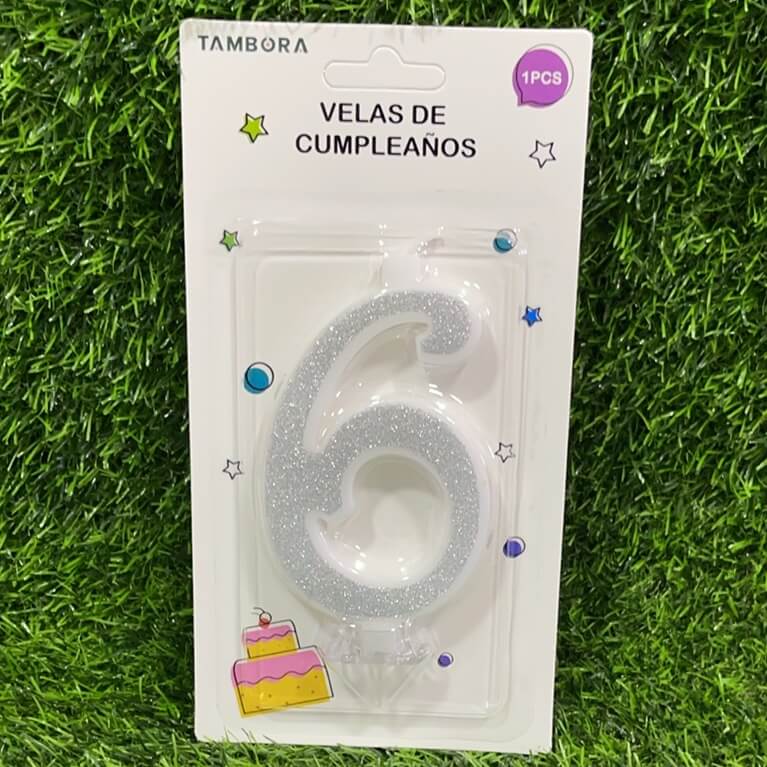 TAMBORA
1PCS
VELAS DE
CUMPLEAÑOS
6